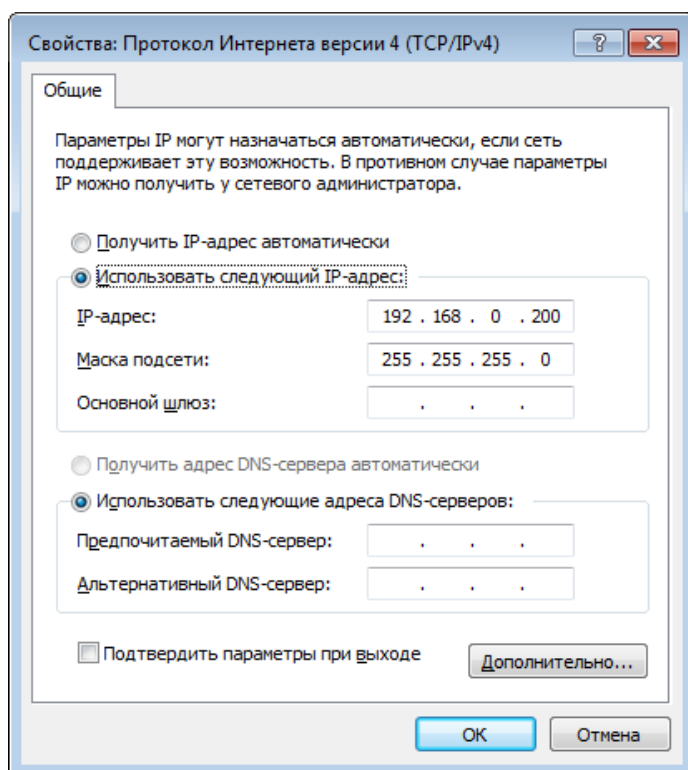 Свойства: Протокол Интернета версии 4 (TCP/IPv4)
Общие
Параметры IP могут назначаться автоматически, если сеть
поддерживает эту возможность. В противном случае параметры
IP можно получить у сетевого администратора.
Получить IP-адрес автоматически
Использовать следующий IP-адрес:
IP-адрес: 192 . 168 . 0 . 200
Маска подсети: 255 . 255 . 255 . 0
Основной шлюз: . . .
Получить адрес DNS-сервера автоматически
Использовать следующие адреса DNS-серверов:
Предпочитаемый DNS-сервер: . . .
Альтернативный DNS-сервер: . . .
Подтвердить параметры при выходе
Дополнительно...
ОК Отмена